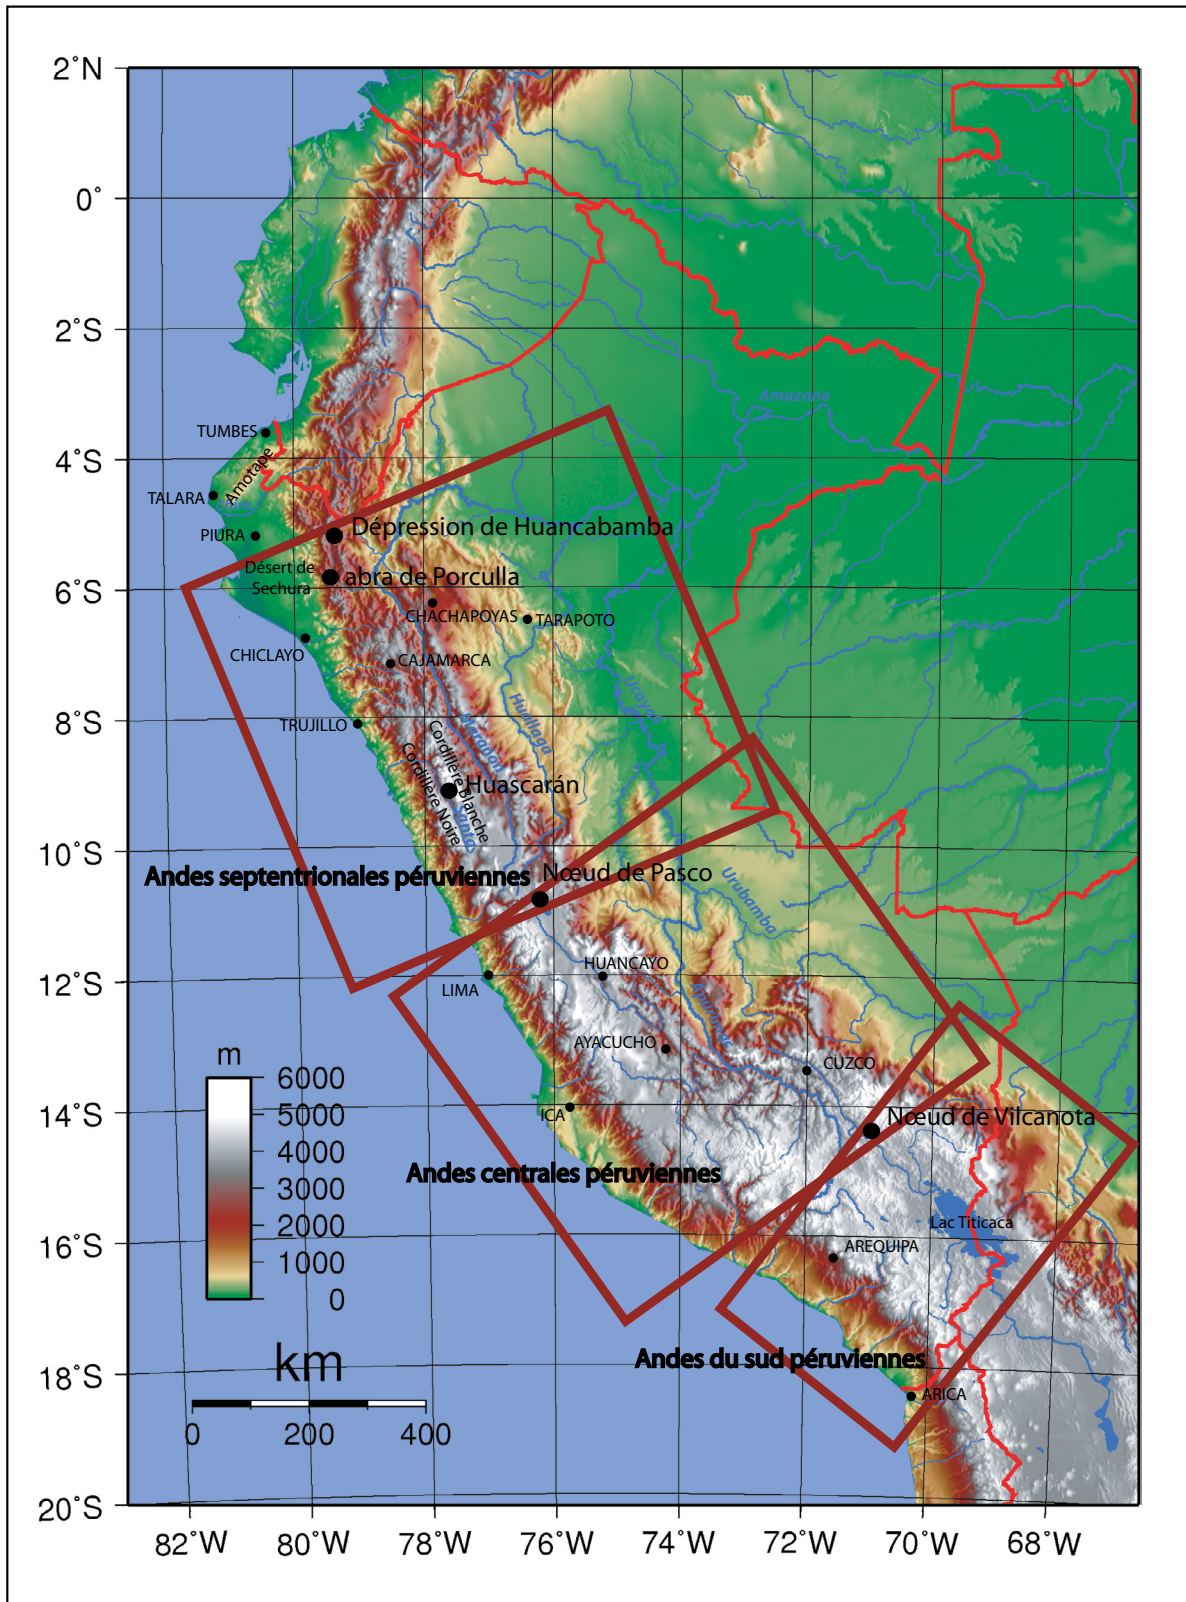 2°N
0°
2°S
4°S
6°S
8°S
10°S
12°S
14°S
16°S
18°S
20°S
82°W
80°W
78°W
76°W
74°W
72°W
70°W
68°W
Amazone
TUMBES
Amotape
TALARA
PIURA
Dépression de Huancabamba
Désert de
Sechura
abra de Porculla
CHACHAPOYAS
TARAPOTO
CHICLAYO
CAJAMARCA
Ucayali
Huallaga
TRUJILLO
Marañon
Cordillère Blanche
Cordillère Noire
Santa
Huascarán
Andes septentrionales péruviennes
Nœud de Pasco
Urubamba
HUANCAYO
LIMA
Apurimac
AYACUCHO
CUZCO
ICA
Nœud de Vilcanota
Andes centrales péruviennes
Lac Titicaca
AREQUIPA
Andes du sud péruviennes
ARICA
m
6000
5000
4000
3000
2000
1000
0
km
0
200
400